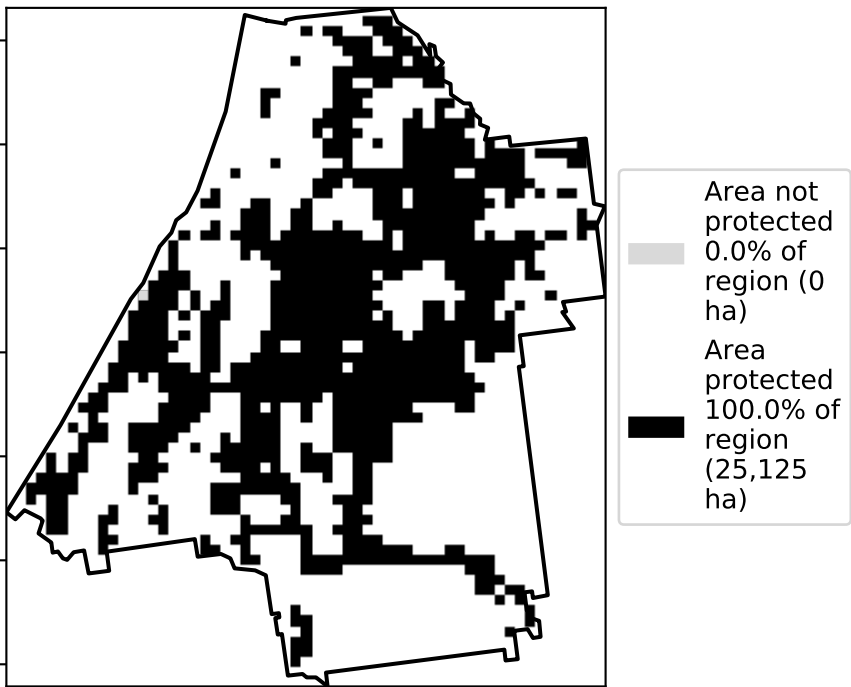 Area not
protected
0.0% of
region (0
ha)
Area
protected
100.0% of
region
(25,125
ha)